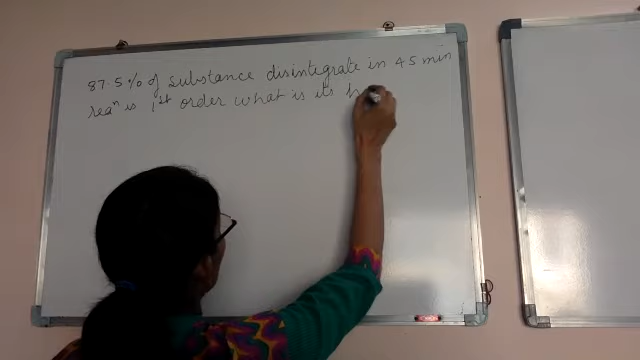 87.5% of substance disintegrate in 45 min
reaⁿ is 1st order what is its h